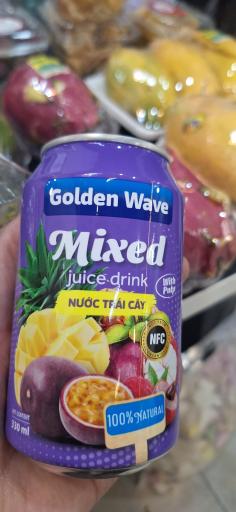 Golden Wave
Mixed
juice drink
With
Pulp
NƯỚC TRÁI CÂY
NFC
100% NATURAL
330 ml